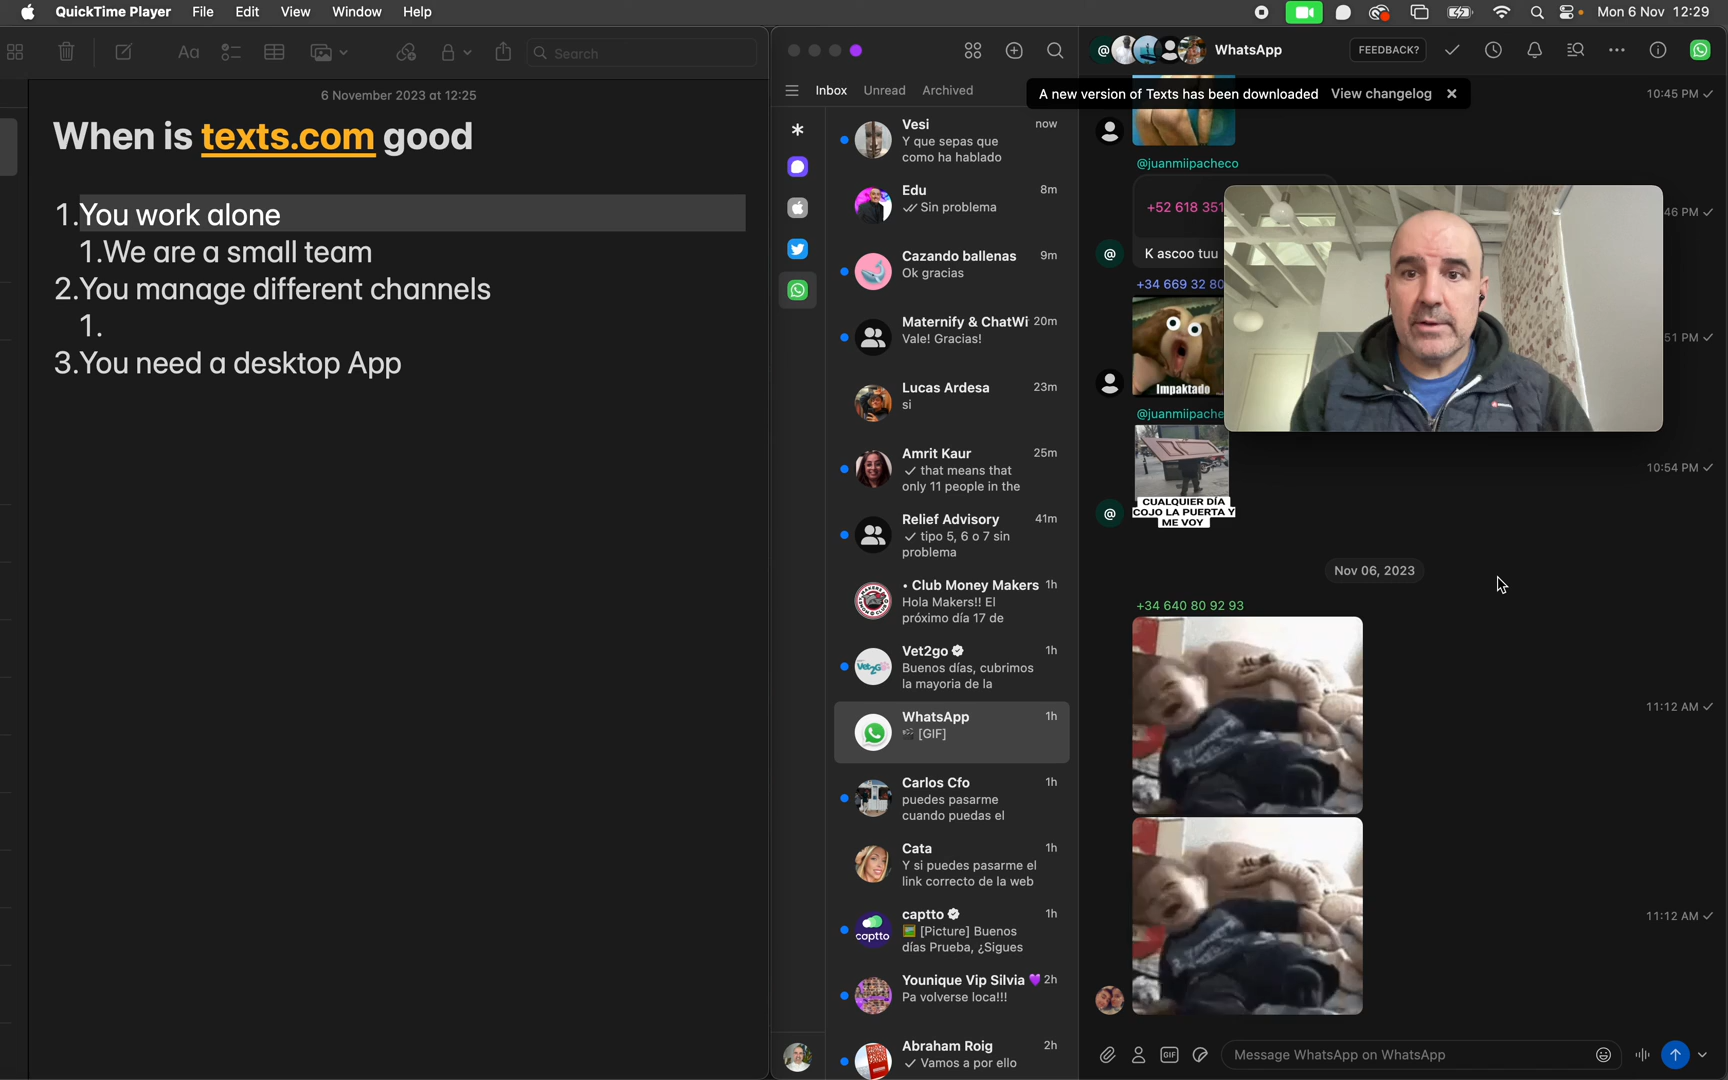 QuickTime Player File Edit View Window Help
Mon 6 Nov 12:29
Aa
Search
6 November 2023 at 12:25
When is texts.com good
1.You work alone
1.We are a small team
2.You manage different channels
1.
3.You need a desktop App
Inbox Unread Archived
Vesi now
Y que sepas que
como ha hablado
Edu 8m
Sin problema
Cazando ballenas 9m
Ok gracias
Maternify & ChatWi 20m
Vale! Gracias!
Lucas Ardesa 23m
si
Amrit Kaur 25m
that means that
only 11 people in the
Relief Advisory 41m
tipo 5, 6 o 7 sin
problema
• Club Money Makers 1h
Hola Makers!! El
próximo día 17 de
Vet2go 1h
Buenos días, cubrimos
la mayoria de la
WhatsApp 1h
[GIF]
Carlos Cfo 1h
puedes pasarme
cuando puedas el
Cata 1h
Y si puedes pasarme el
link correcto de la web
captto 1h
captto
[Picture] Buenos
días Prueba, ¿Sigues
Younique Vip Silvia 💜 2h
Pa volverse loca!!!
Abraham Roig 2h
Vamos a por ello
@ WhatsApp FEEDBACK?
A new version of Texts has been downloaded View changelog
10:45 PM
@juanmiipacheco
+52 618 351
46 PM
@ K ascoo tuu
+34 669 32 80
51 PM
Impaktado
@juanmiipache
10:54 PM
CUALQUIER DÍA
COJO LA PUERTA Y
ME VOY
@
Nov 06, 2023
+34 640 80 92 93
11:12 AM
11:12 AM
GIF
Message WhatsApp on WhatsApp